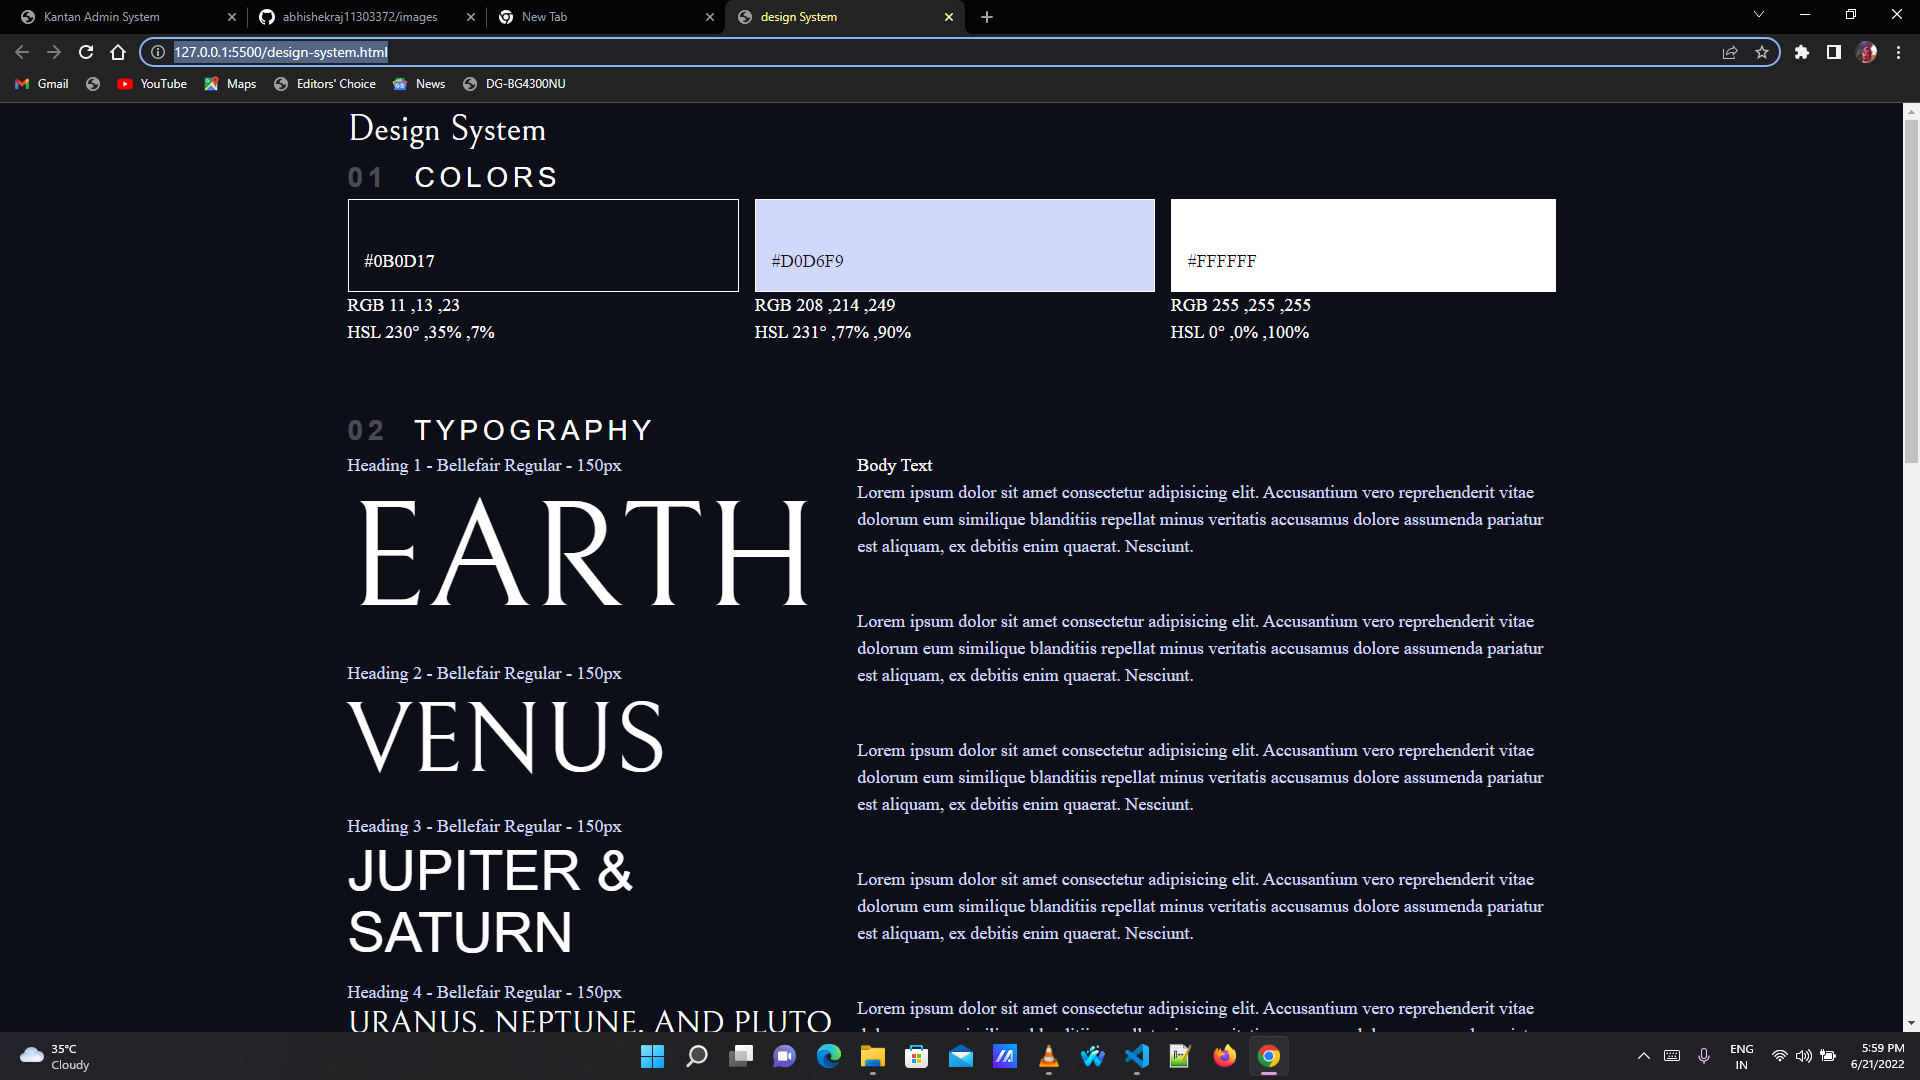 Kantan Admin System
abhishekraj11303372/images
New Tab
design System
127.0.0.1:5500/design-system.html
Gmail
YouTube
Maps
Editors' Choice
News
DG-BG4300NU
Design System
01 COLORS
#0B0D17
#D0D6F9
#FFFFFF
RGB 11 ,13 ,23
HSL 230° ,35% ,7%
RGB 208 ,214 ,249
HSL 231° ,77% ,90%
RGB 255 ,255 ,255
HSL 0° ,0% ,100%
02 TYPOGRAPHY
Heading 1 - Bellefair Regular - 150px
EARTH
Heading 2 - Bellefair Regular - 150px
VENUS
Heading 3 - Bellefair Regular - 150px
JUPITER &
SATURN
Heading 4 - Bellefair Regular - 150px
URANUS, NEPTUNE, AND PLUTO
Body Text
Lorem ipsum dolor sit amet consectetur adipisicing elit. Accusantium vero reprehenderit vitae
dolorum eum similique blanditiis repellat minus veritatis accusamus dolore assumenda pariatur
est aliquam, ex debitis enim quaerat. Nesciunt.
Lorem ipsum dolor sit amet consectetur adipisicing elit. Accusantium vero reprehenderit vitae
dolorum eum similique blanditiis repellat minus veritatis accusamus dolore assumenda pariatur
est aliquam, ex debitis enim quaerat. Nesciunt.
Lorem ipsum dolor sit amet consectetur adipisicing elit. Accusantium vero reprehenderit vitae
dolorum eum similique blanditiis repellat minus veritatis accusamus dolore assumenda pariatur
est aliquam, ex debitis enim quaerat. Nesciunt.
Lorem ipsum dolor sit amet consectetur adipisicing elit. Accusantium vero reprehenderit vitae
dolorum eum similique blanditiis repellat minus veritatis accusamus dolore assumenda pariatur
est aliquam, ex debitis enim quaerat. Nesciunt.
Lorem ipsum dolor sit amet consectetur adipisicing elit. Accusantium vero reprehenderit vitae
35°C
Cloudy
ENG
IN
5:59 PM
6/21/2022